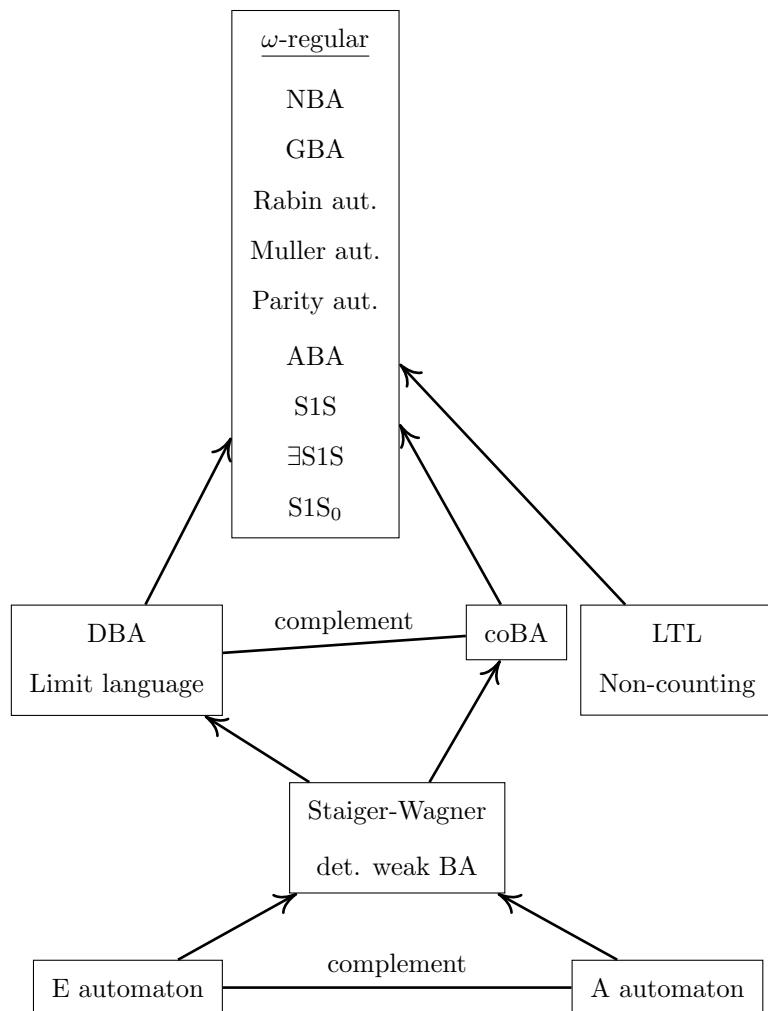 ω-regular
NBA
GBA
Rabin aut.
Muller aut.
Parity aut.
ABA
S1S
∃S1S
S1S₀
DBA
Limit language
complement
coBA
LTL
Non-counting
Staiger-Wagner
det. weak BA
E automaton
complement
A automaton